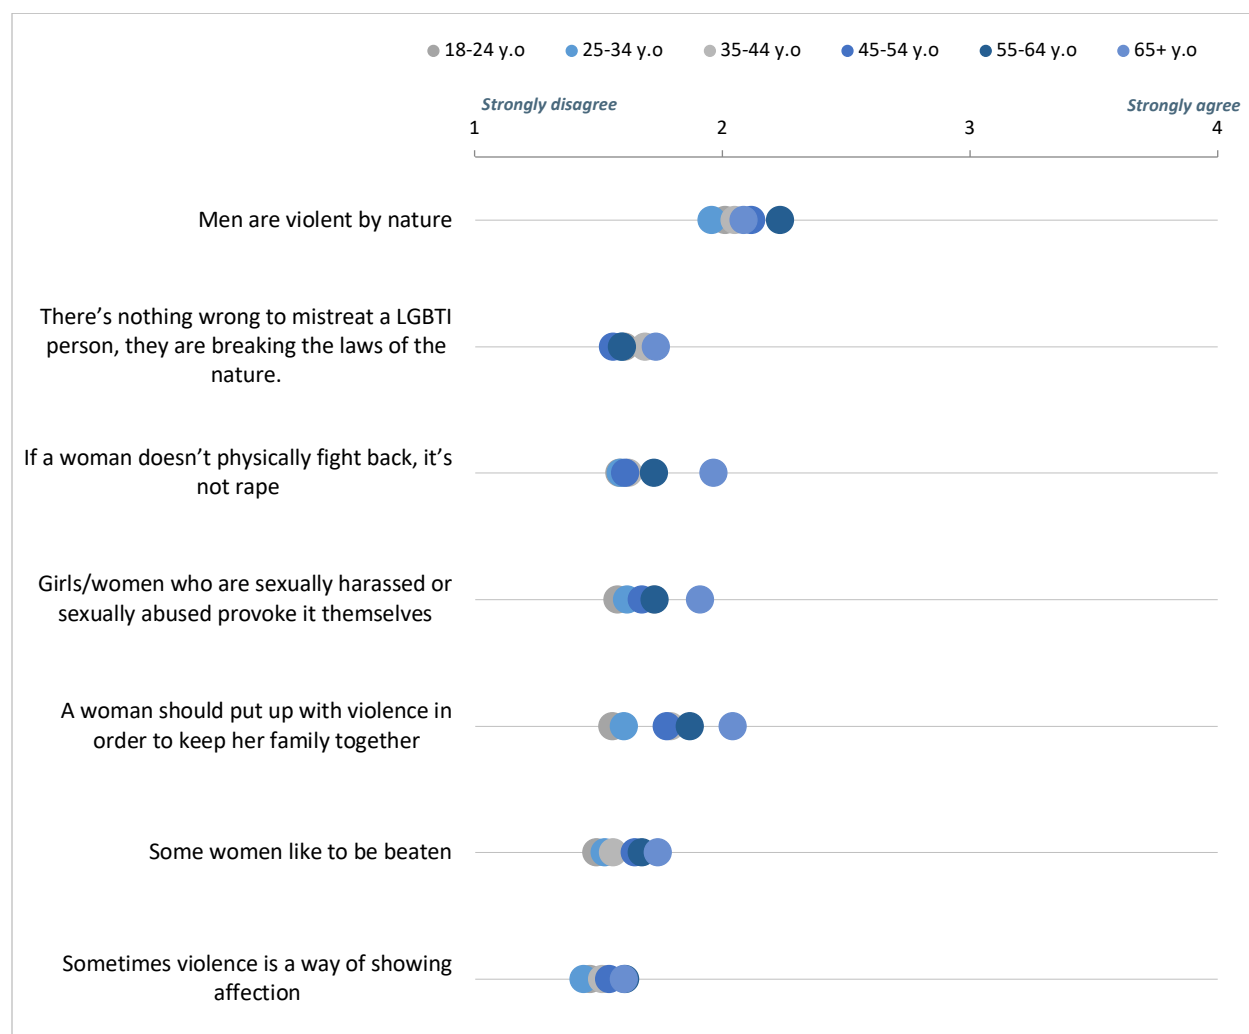 18-24 y.o 25-34 y.o 35-44 y.o 45-54 y.o 55-64 y.o 65+ y.o
Strongly disagree Strongly agree
1 2 3 4
Men are violent by nature
There’s nothing wrong to mistreat a LGBTI
person, they are breaking the laws of the
nature.
If a woman doesn’t physically fight back, it’s
not rape
Girls/women who are sexually harassed or
sexually abused provoke it themselves
A woman should put up with violence in
order to keep her family together
Some women like to be beaten
Sometimes violence is a way of showing
affection